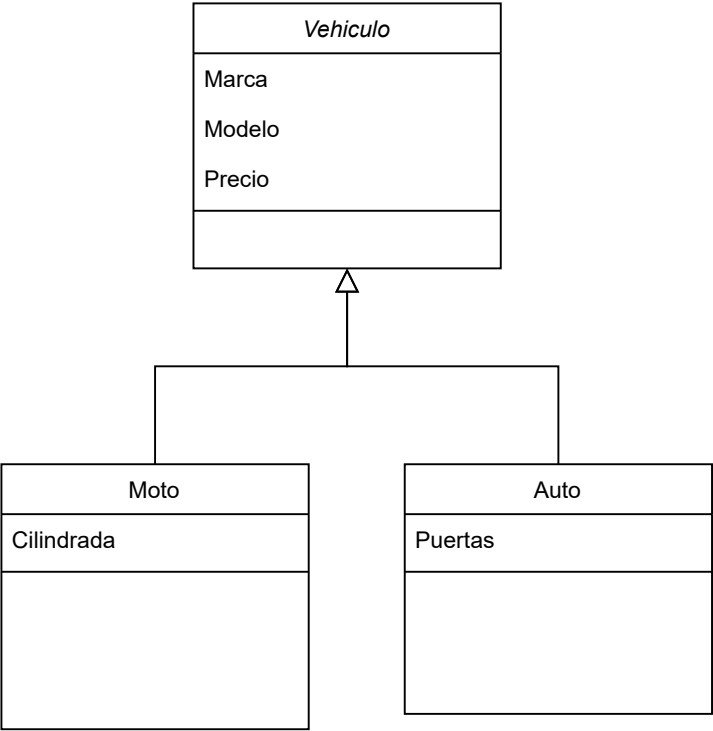 Vehiculo
Marca
Modelo
Precio
Moto
Cilindrada
Auto
Puertas